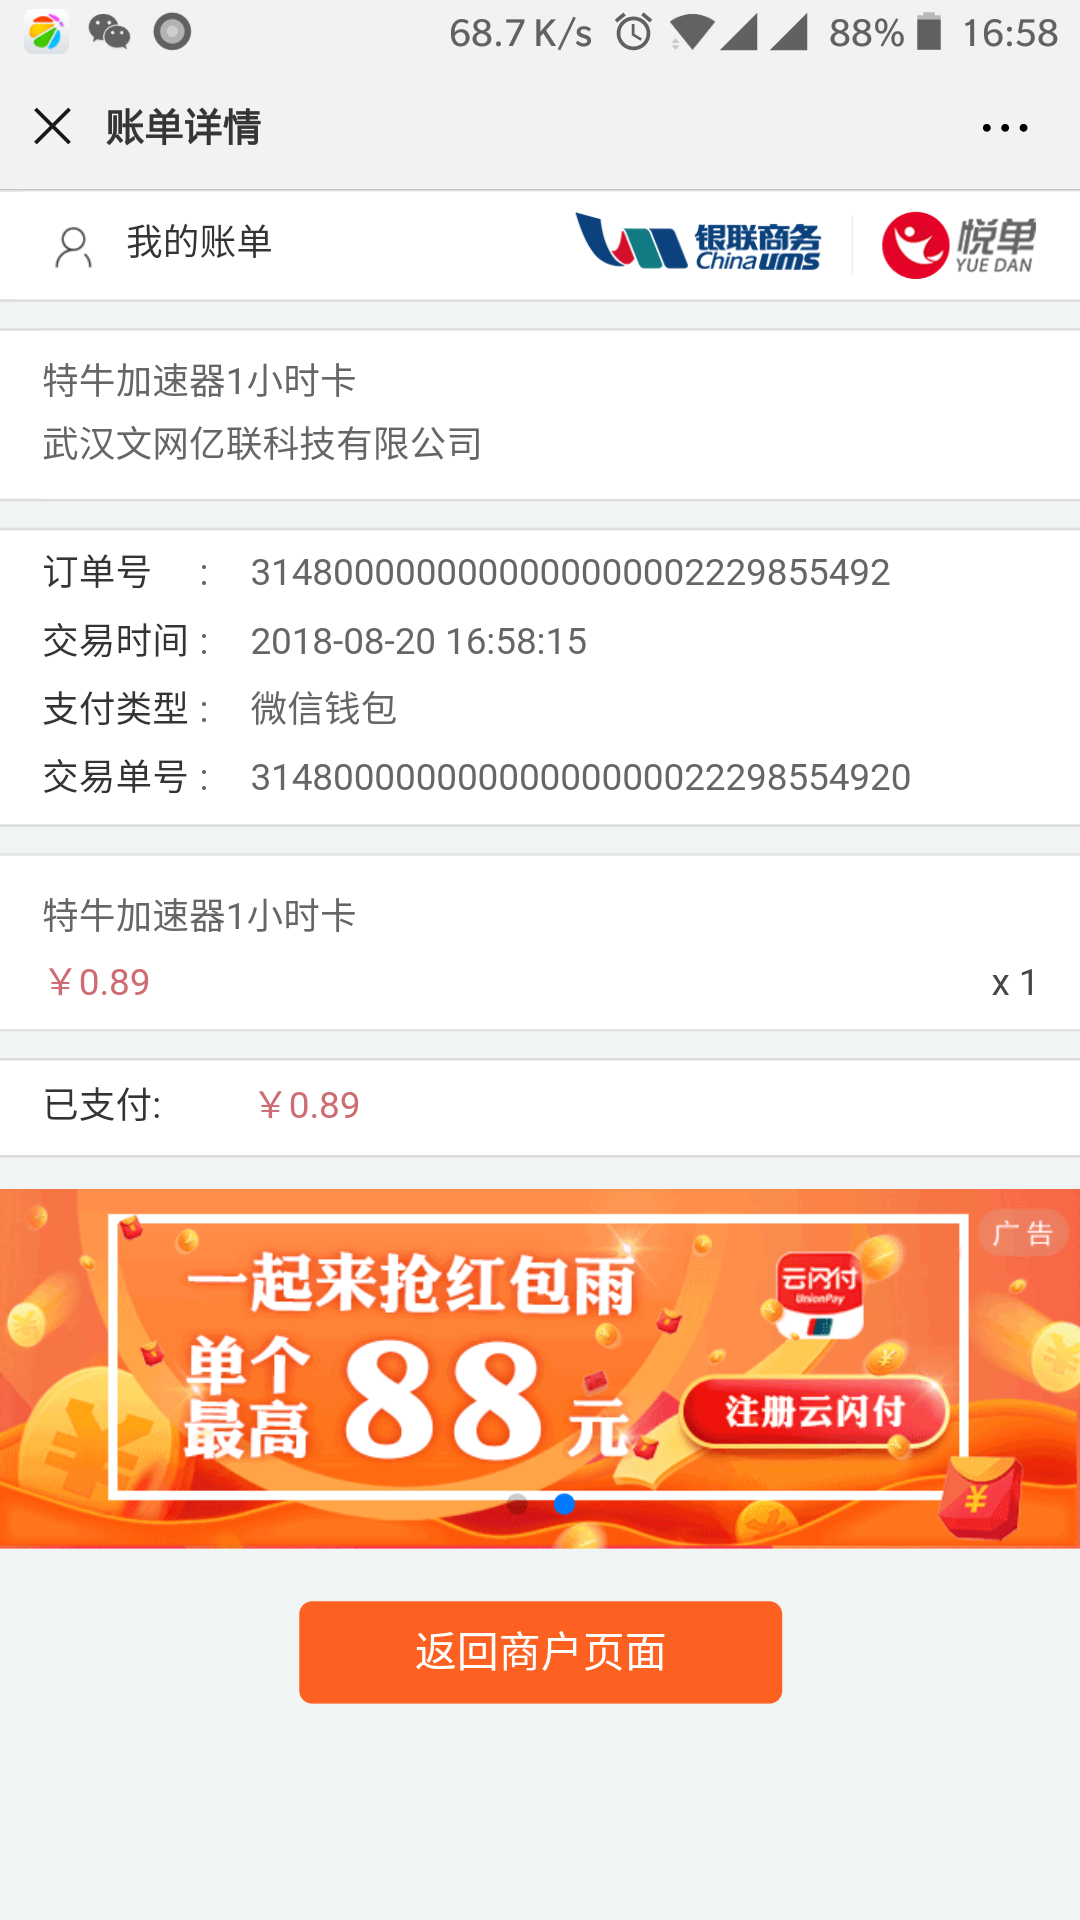 68.7 K/s 88% 16:58
账单详情
我的账单 银联商务 China ums 悦单 YUE DAN
特牛加速器1小时卡
武汉文网亿联科技有限公司
订单号 : 3148000000000000000002229855492
交易时间 : 2018-08-20 16:58:15
支付类型 : 微信钱包
交易单号 : 31480000000000000000022298554920
特牛加速器1小时卡
￥0.89 x 1
已支付: ￥0.89
广告
一起来抢红包雨
云闪付
UnionPay
单个最高88元
注册云闪付
返回商户页面